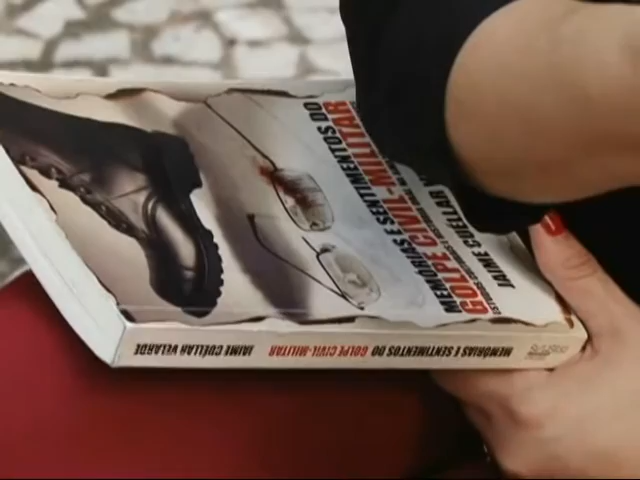 MEMÓRIAS E SENTIMENTOS DO
GOLPE CIVIL-MILITAR
JAIME CUÉLLAR V
MEMÓRIAS E SENTIMENTOS DO GOLPE CIVIL-MILITAR JAIME CUÉLLAR VELARDE